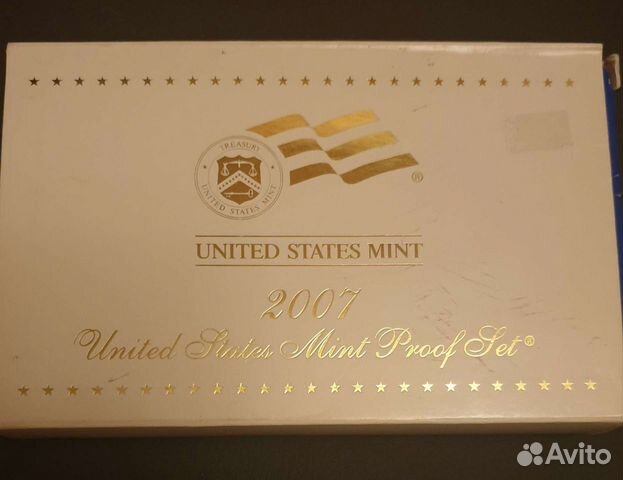 TREASURY
UNITED STATES MINT
®
UNITED STATES MINT
2007
United States Mint Proof Set®
Avito